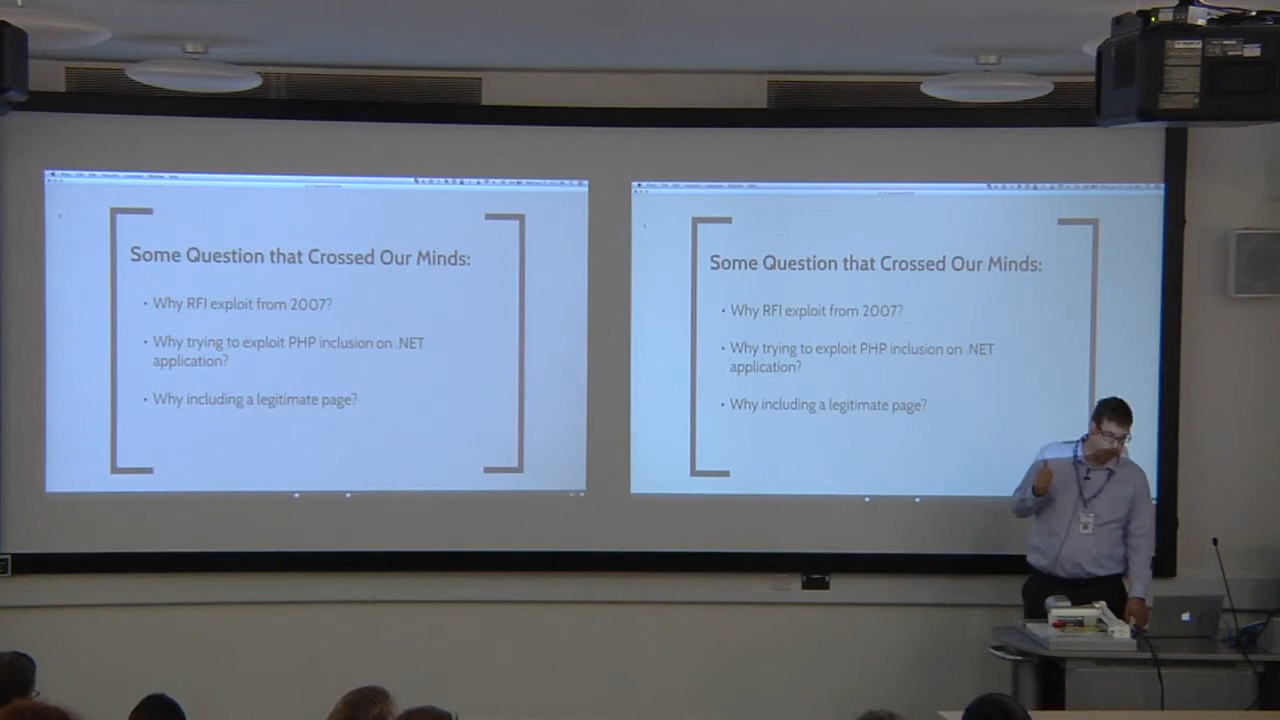 Some Question that Crossed Our Minds:
• Why RFI exploit from 2007?
• Why trying to exploit PHP inclusion on .NET
application?
• Why including a legitimate page?
Some Question that Crossed Our Minds:
• Why RFI exploit from 2007?
• Why trying to exploit PHP inclusion on .NET
application?
• Why including a legitimate page?